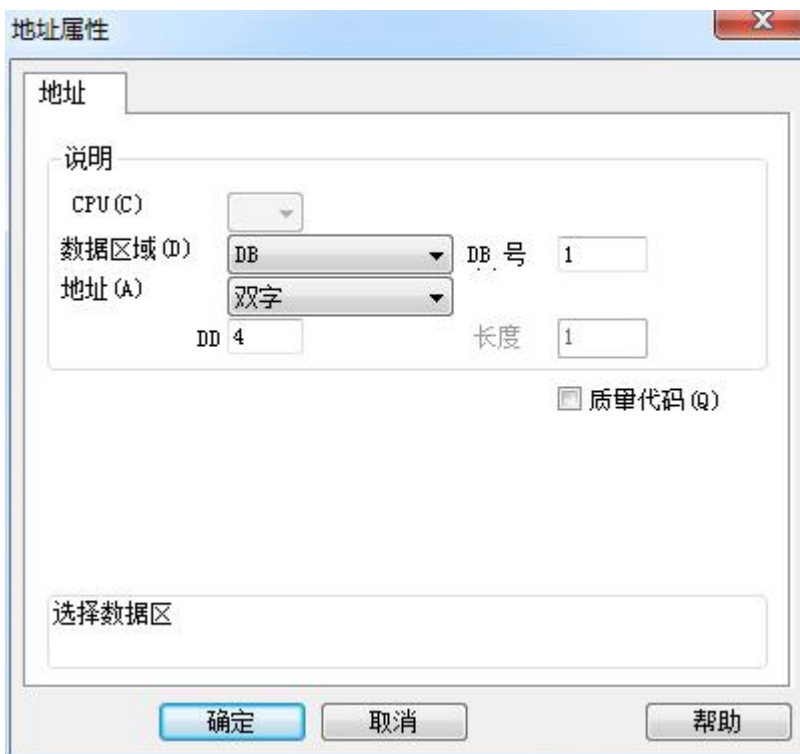 地址属性
地址
说明
CPU(C)
数据区域(D) DB DB 号 1
地址(A) 双字
DD 4 长度 1
质量代码(Q)
选择数据区
确定 取消 帮助